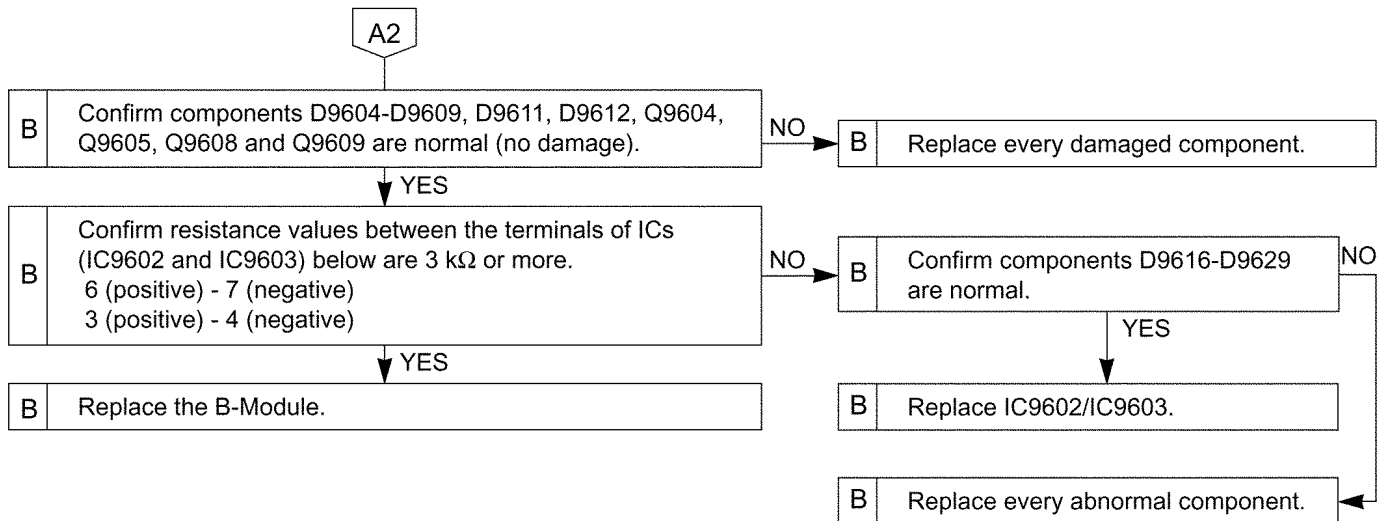 A2
B
Confirm components D9604-D9609, D9611, D9612, Q9604,
Q9605, Q9608 and Q9609 are normal (no damage).
NO
B
Replace every damaged component.
YES
B
Confirm resistance values between the terminals of ICs
(IC9602 and IC9603) below are 3 kΩ or more.
6 (positive) - 7 (negative)
3 (positive) - 4 (negative)
NO
B
Confirm components D9616-D9629
are normal.
NO
YES
YES
B
Replace the B-Module.
B
Replace IC9602/IC9603.
B
Replace every abnormal component.